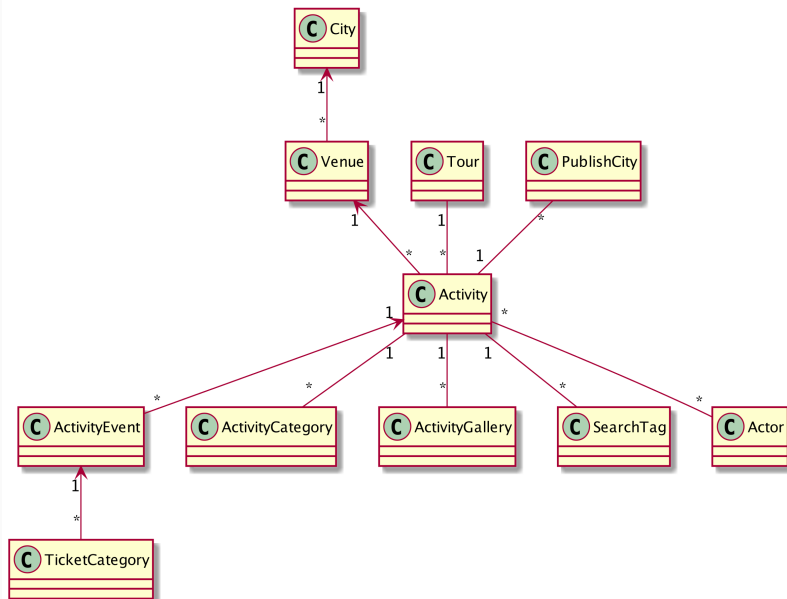 C City
1
*
C Venue
C Tour
C PublishCity
1
1
*
*
*
1
C Activity
1
*
1
1
1
*
*
*
*
*
C ActivityEvent
C ActivityCategory
C ActivityGallery
C SearchTag
C Actor
1
*
C TicketCategory